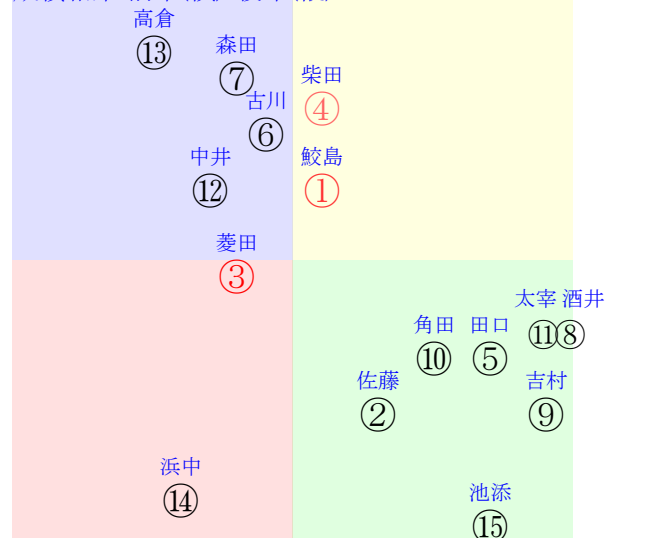 高倉
⑬
森田
⑦
柴田
④
古川
⑥
中井
⑫
鮫島
①
菱田
③
太宰 酒井
⑪⑧
角田 田口
⑩ ⑤
佐藤
②
吉村
⑨
浜中
⑭
池添
⑮